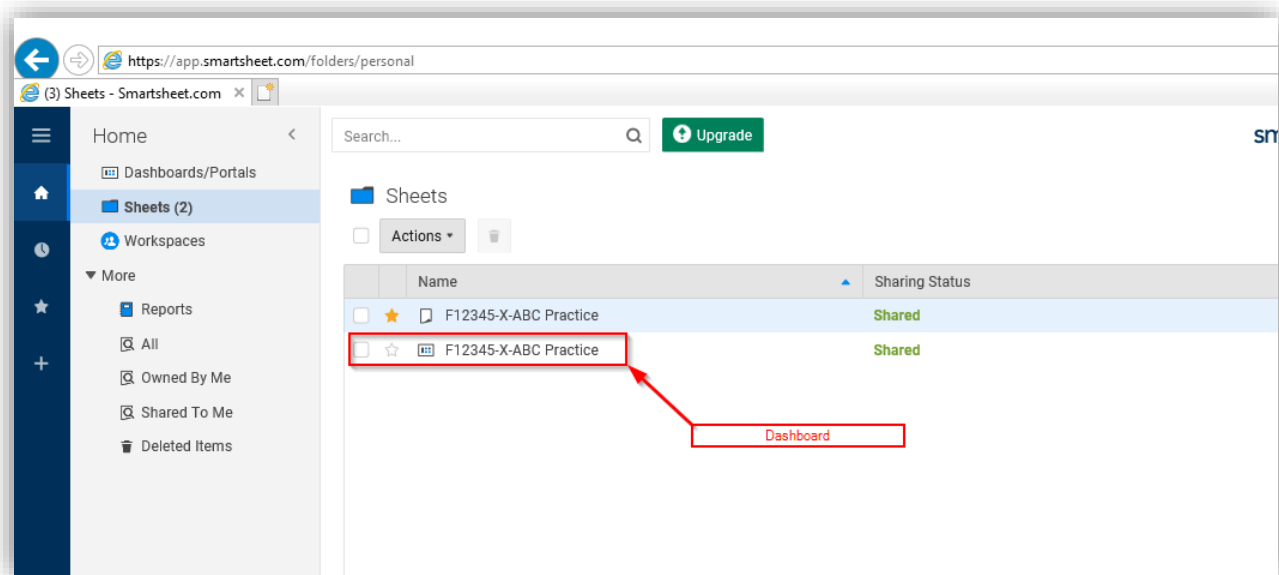 https://app.smartsheet.com/folders/personal
(3) Sheets - Smartsheet.com
Home
Search...
Upgrade
sm
Dashboards/Portals
Sheets (2)
Workspaces
More
Reports
All
Owned By Me
Shared To Me
Deleted Items
Sheets
Actions
Name
Sharing Status
F12345-X-ABC Practice
Shared
F12345-X-ABC Practice
Shared
Dashboard